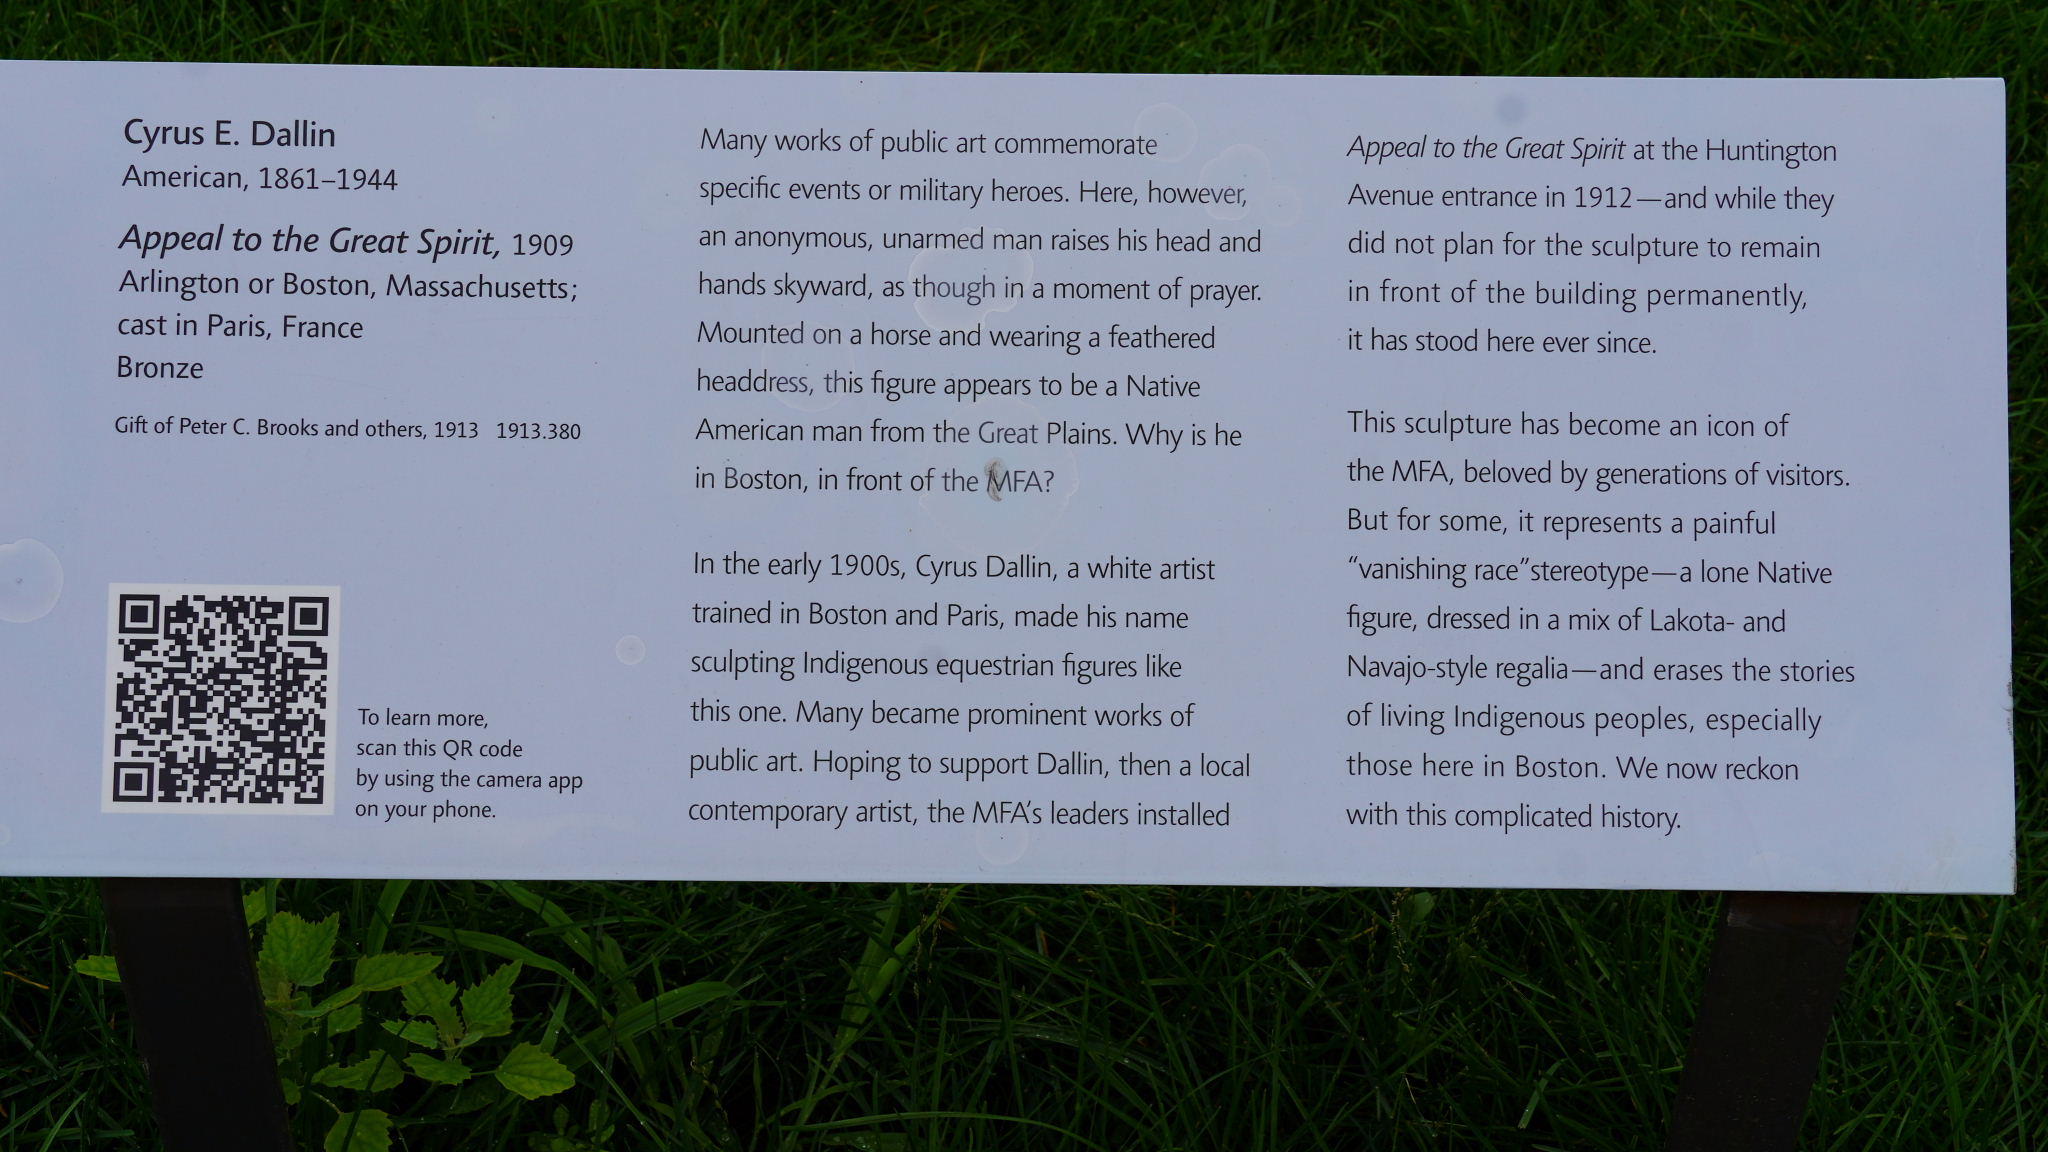 Cyrus E. Dallin
American, 1861–1944
Appeal to the Great Spirit, 1909
Arlington or Boston, Massachusetts;
cast in Paris, France
Bronze
Gift of Peter C. Brooks and others, 1913 1913.380
To learn more,
scan this QR code
by using the camera app
on your phone.
Many works of public art commemorate
specific events or military heroes. Here, however,
an anonymous, unarmed man raises his head and
hands skyward, as though in a moment of prayer.
Mounted on a horse and wearing a feathered
headdress, this figure appears to be a Native
American man from the Great Plains. Why is he
in Boston, in front of the MFA?
In the early 1900s, Cyrus Dallin, a white artist
trained in Boston and Paris, made his name
sculpting Indigenous equestrian figures like
this one. Many became prominent works of
public art. Hoping to support Dallin, then a local
contemporary artist, the MFA's leaders installed
Appeal to the Great Spirit at the Huntington
Avenue entrance in 1912—and while they
did not plan for the sculpture to remain
in front of the building permanently,
it has stood here ever since.
This sculpture has become an icon of
the MFA, beloved by generations of visitors.
But for some, it represents a painful
“vanishing race” stereotype—a lone Native
figure, dressed in a mix of Lakota- and
Navajo-style regalia—and erases the stories
of living Indigenous peoples, especially
those here in Boston. We now reckon
with this complicated history.